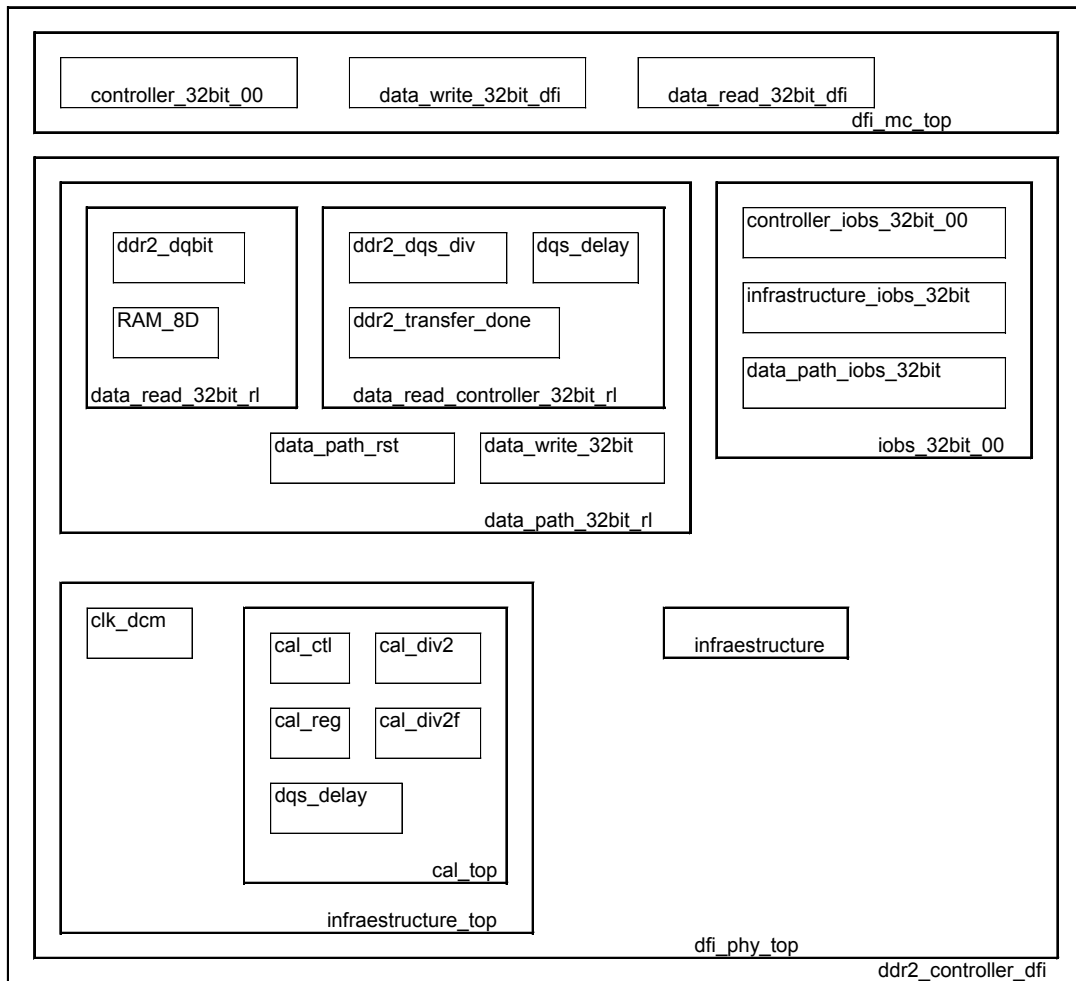 controller_32bit_00
data_write_32bit_dfi
data_read_32bit_dfi
dfi_mc_top
ddr2_dqbit
RAM_8D
data_read_32bit_rl
ddr2_dqs_div
dqs_delay
ddr2_transfer_done
data_read_controller_32bit_rl
data_path_rst
data_write_32bit
data_path_32bit_rl
controller_iobs_32bit_00
infrastructure_iobs_32bit
data_path_iobs_32bit
iobs_32bit_00
clk_dcm
cal_ctl
cal_div2
cal_reg
cal_div2f
dqs_delay
cal_top
infraestructure_top
infraestructure
dfi_phy_top
ddr2_controller_dfi